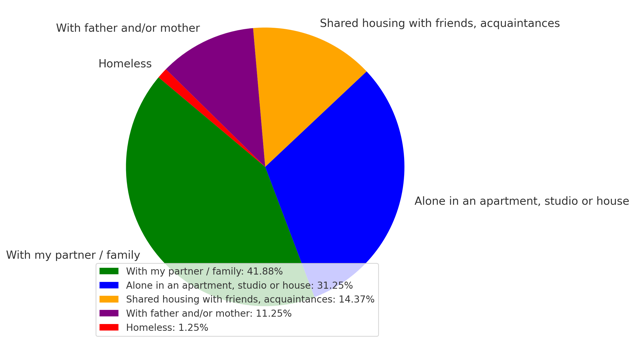 Shared housing with friends, acquaintances
With father and/or mother
Homeless
Alone in an apartment, studio or house
With my partner / family
With my partner / family: 41.88%
Alone in an apartment, studio or house: 31.25%
Shared housing with friends, acquaintances: 14.37%
With father and/or mother: 11.25%
Homeless: 1.25%